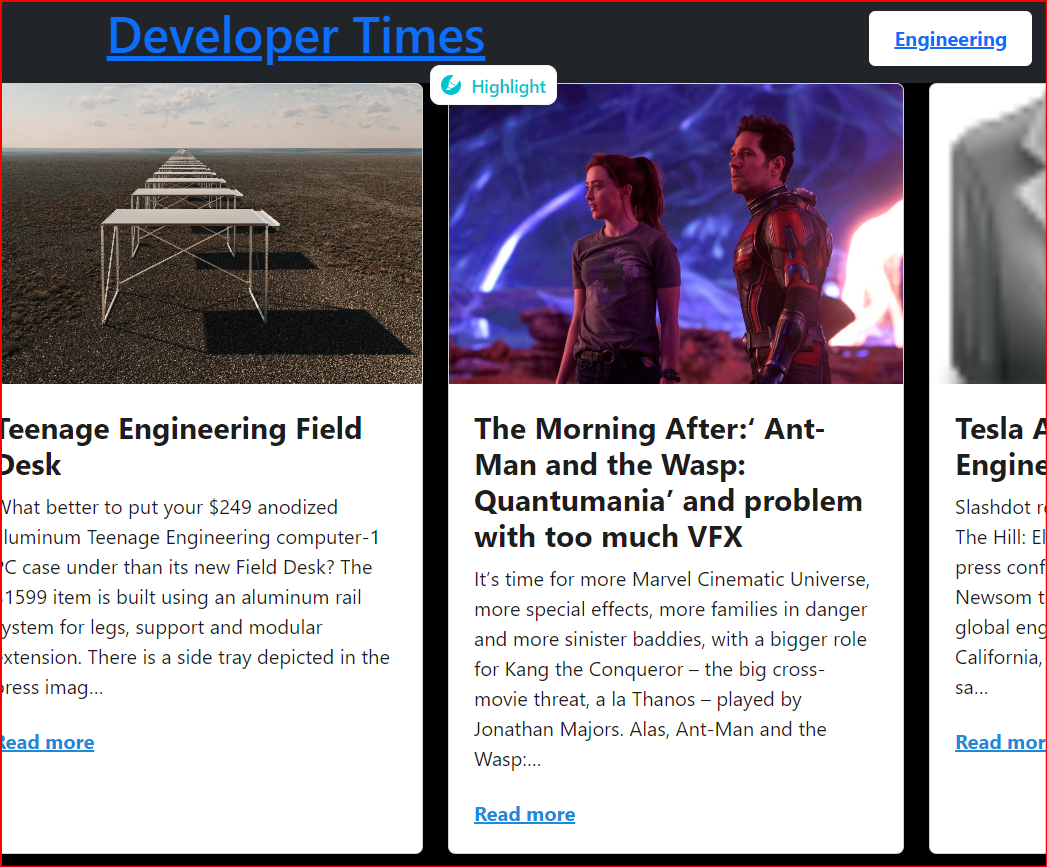 Developer Times
Engineering
Highlight
Teenage Engineering Field
Desk
What better to put your $249 anodized
luminum Teenage Engineering computer-1
PC case under than its new Field Desk? The
1599 item is built using an aluminum rail
ystem for legs, support and modular
extension. There is a side tray depicted in the
press imag...
Read more
The Morning After:‘ Ant-
Man and the Wasp:
Quantumania’ and problem
with too much VFX
It’s time for more Marvel Cinematic Universe,
more special effects, more families in danger
and more sinister baddies, with a bigger role
for Kang the Conqueror – the big cross-
movie threat, a la Thanos – played by
Jonathan Majors. Alas, Ant-Man and the
Wasp:...
Read more
Tesla A
Engine
Slashdot re
The Hill: El
press conf
Newsom t
global eng
California,
sa...
Read mor